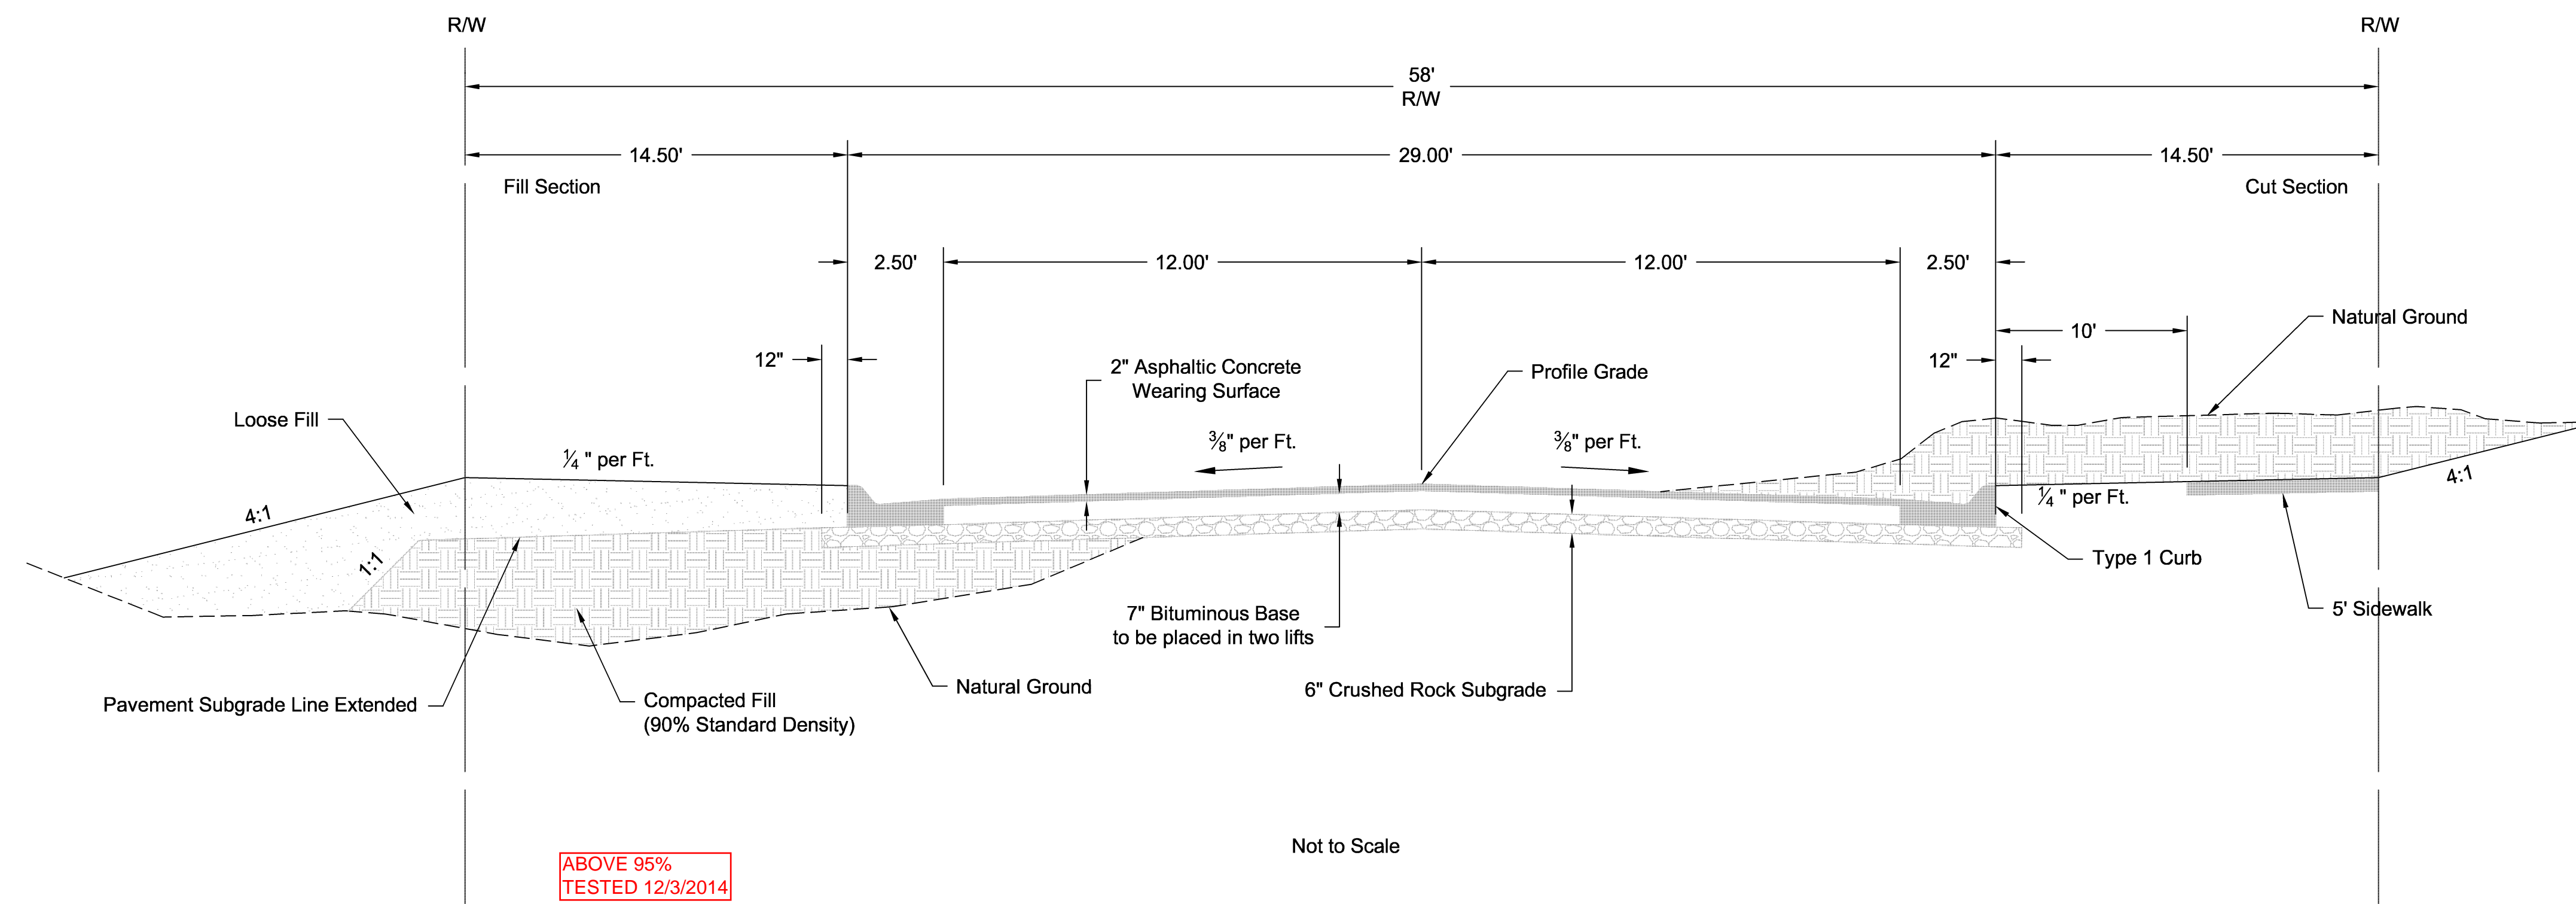 R/W
R/W
58'
R/W
14.50'
29.00'
14.50'
Fill Section
Cut Section
2.50'
12.00'
12.00'
2.50'
Natural Ground
10'
12"
12"
2" Asphaltic Concrete
Wearing Surface
Profile Grade
Loose Fill
⅜" per Ft.
⅜" per Ft.
¼ " per Ft.
4:1
4:1
¼ " per Ft.
1:1
Type 1 Curb
7" Bituminous Base
to be placed in two lifts
5' Sidewalk
Pavement Subgrade Line Extended
Compacted Fill
(90% Standard Density)
Natural Ground
6" Crushed Rock Subgrade
Not to Scale
ABOVE 95%
TESTED 12/3/2014